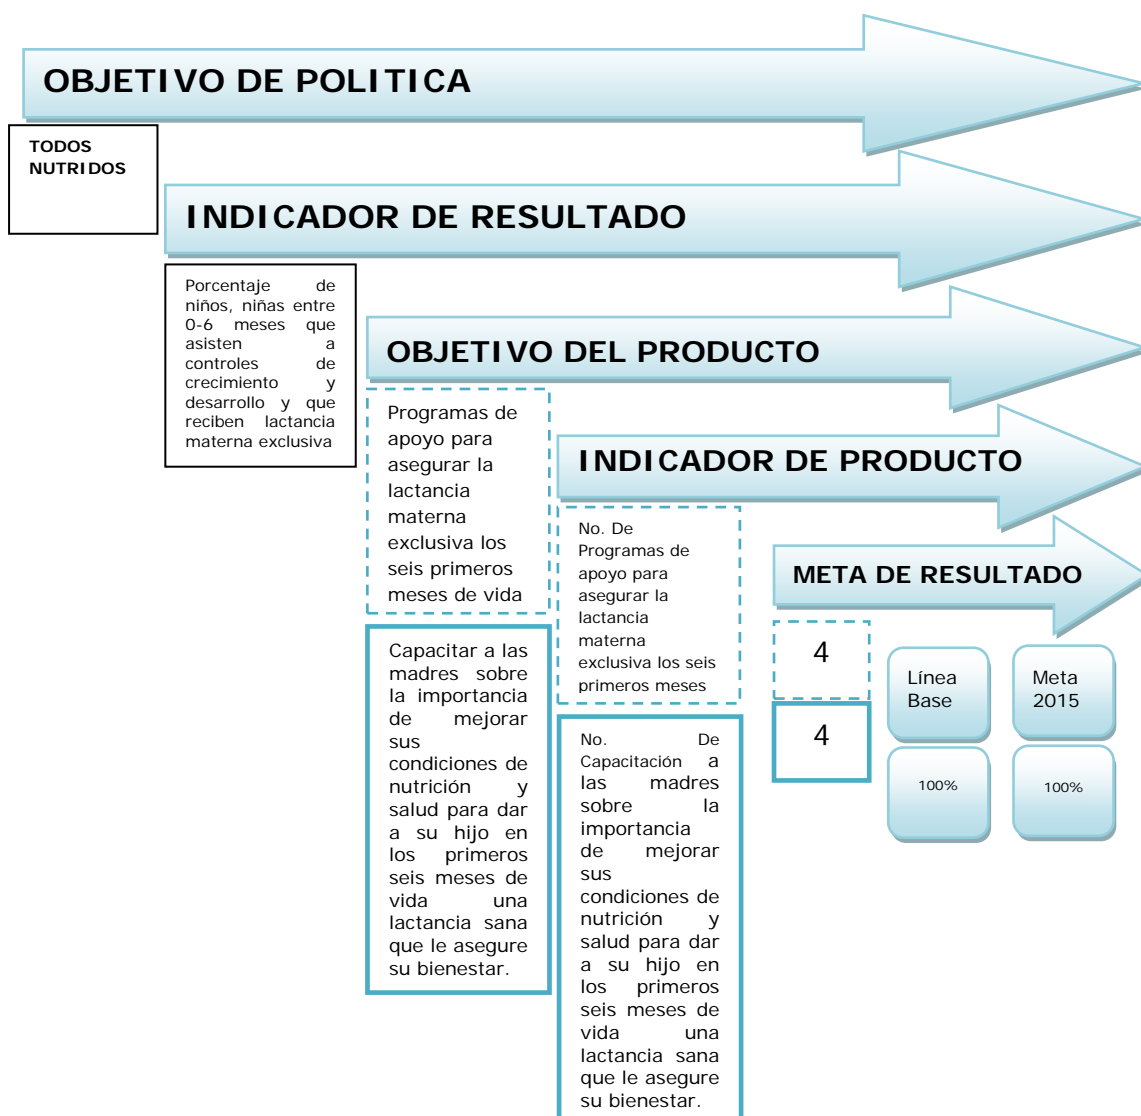 OBJETIVO DE POLITICA
TODOS
NUTRIDOS
INDICADOR DE RESULTADO
Porcentaje de
niños, niñas entre
0-6 meses que
asisten a
controles de
crecimiento y
desarrollo y que
reciben lactancia
materna exclusiva
OBJETIVO DEL PRODUCTO
Programas de
apoyo para
asegurar la
lactancia
materna
exclusiva los
seis primeros
meses de vida
Capacitar a las
madres sobre
la importancia
de mejorar
sus
condiciones de
nutrición y
salud para dar
a su hijo en
los primeros
seis meses de
vida una
lactancia sana
que le asegure
su bienestar.
INDICADOR DE PRODUCTO
No. De
Programas de
apoyo para
asegurar la
lactancia
materna
exclusiva los seis
primeros meses
No. De
Capacitación a
las madres
sobre la
importancia
de mejorar
sus
condiciones de
nutrición y
salud para dar
a su hijo en
los primeros
seis meses de
vida una
lactancia sana
que le asegure
su bienestar.
META DE RESULTADO
4
4
Línea
Base
Meta
2015
100%
100%